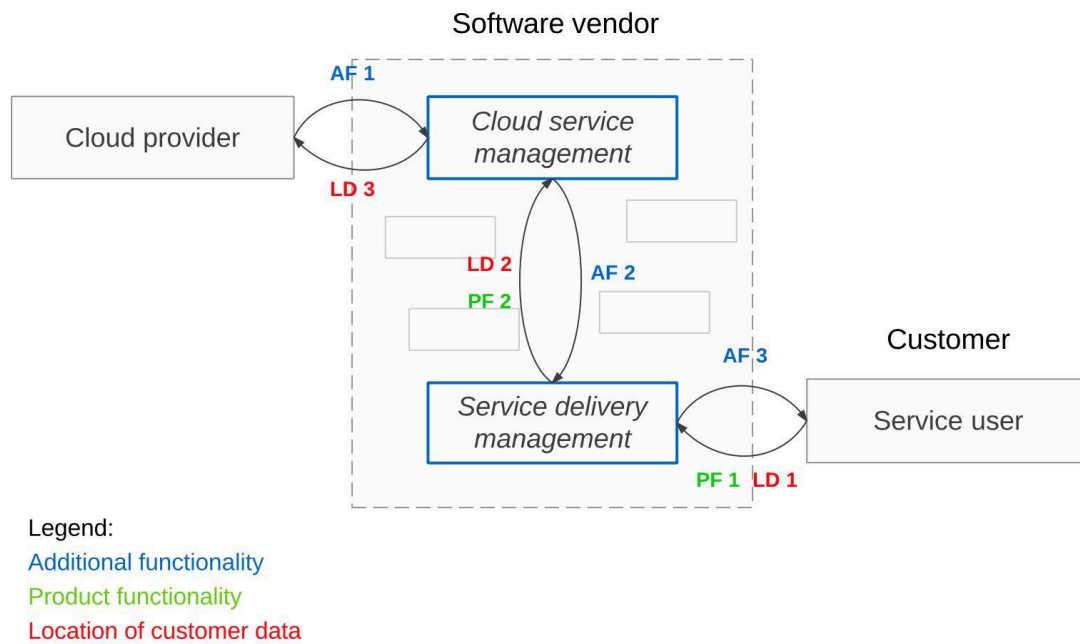 Software vendor
AF 1
Cloud provider
Cloud service
management
LD 3
LD 2
AF 2
PF 2
Customer
AF 3
Service delivery
management
Service user
PF 1 LD 1
Legend:
Additional functionality
Product functionality
Location of customer data